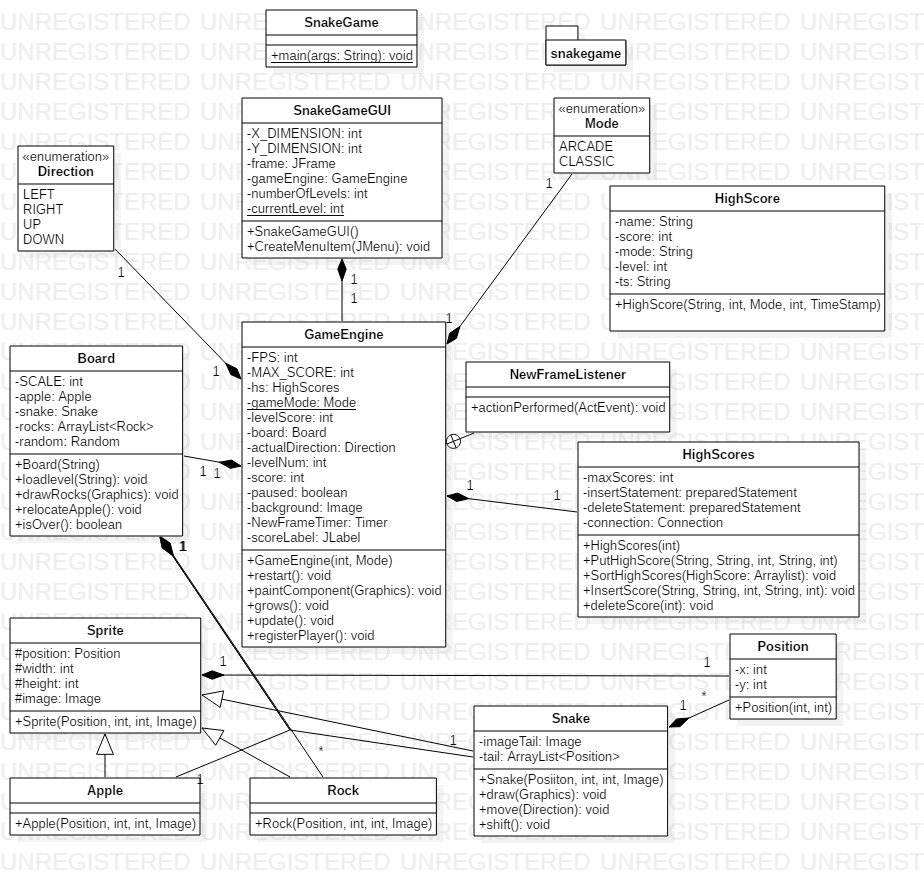 SnakeGame
+main(args: String): void
snakegame
SnakeGameGUI
-X_DIMENSION: int
-Y_DIMENSION: int
-frame: JFrame
-gameEngine: GameEngine
-numberOfLevels: int
-currentLevel: int
+SnakeGameGUI()
+CreateMenuItem(JMenu): void
«enumeration»
Mode
ARCADE
CLASSIC
«enumeration»
Direction
LEFT
RIGHT
UP
DOWN
HighScore
-name: String
-score: int
-mode: String
-level: int
-ts: String
+HighScore(String, int, Mode, int, TimeStamp)
1
1
1
1
1
1
GameEngine
-FPS: int
-MAX_SCORE: int
-hs: HighScores
-gameMode: Mode
-levelScore: int
-board: Board
-actualDirection: Direction
-levelNum: int
-score: int
-paused: boolean
-background: Image
-NewFrameTimer: Timer
-scoreLabel: JLabel
+GameEngine(int, Mode)
+restart(): void
+paintComponent(Graphics): void
+grows(): void
+update(): void
+registerPlayer(): void
Board
-SCALE: int
-apple: Apple
-snake: Snake
-rocks: ArrayList<Rock>
-random: Random
+Board(String)
+loadlevel(String): void
+drawRocks(Graphics): void
+relocateApple(): void
+isOver(): boolean
1
1
NewFrameListener
+actionPerformed(ActEvent): void
1
1
HighScores
-maxScores: int
-insertStatement: preparedStatement
-deleteStatement: preparedStatement
-connection: Connection
+HighScores(int)
+PutHighScore(String, String, int, String, int)
+SortHighScores(HighScore: Arraylist): void
+InsertScore(String, String, int, String, int): void
+deleteScore(int): void
1
Sprite
#position: Position
#width: int
#height: int
#image: Image
+Sprite(Position, int, int, Image)
1
1
Position
-x: int
-y: int
+Position(int, int)
*
1
1
*
1
Snake
-imageTail: Image
-tail: ArrayList<Position>
+Snake(Posiiton, int, int, Image)
+draw(Graphics): void
+move(Direction): void
+shift(): void
Apple
+Apple(Position, int, int, Image)
Rock
+Rock(Position, int, int, Image)
UNREGISTERED